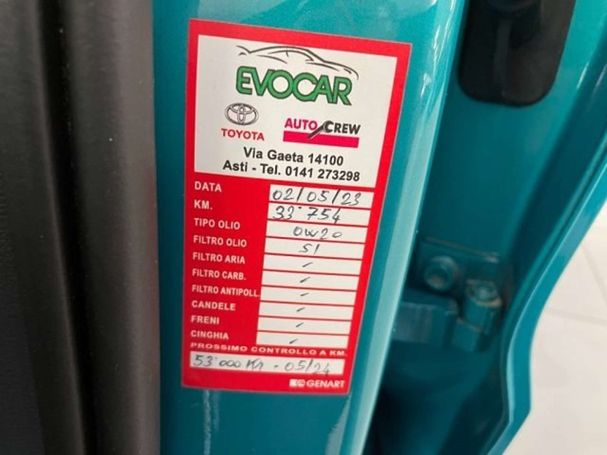 EVOCAR
TOYOTA AUTO CREW
Via Gaeta 14100
Asti - Tel. 0141 273298
DATA 02/05/23
KM. 33'754
TIPO OLIO 0W20
FILTRO OLIO SI
FILTRO ARIA /
FILTRO CARB. /
FILTRO ANTIPOLL. /
CANDELE /
FRENI /
CINGHIA /
PROSSIMO CONTROLLO A KM.
53'000 Km - 05/24
GENART